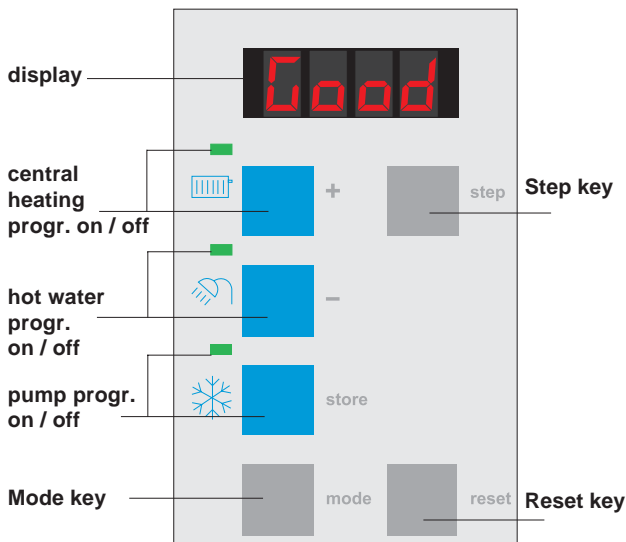 Good
display
central
heating
progr. on / off
+
step
Step key
hot water
progr.
on / off
–
pump progr.
on / off
store
Mode key
mode
reset
Reset key